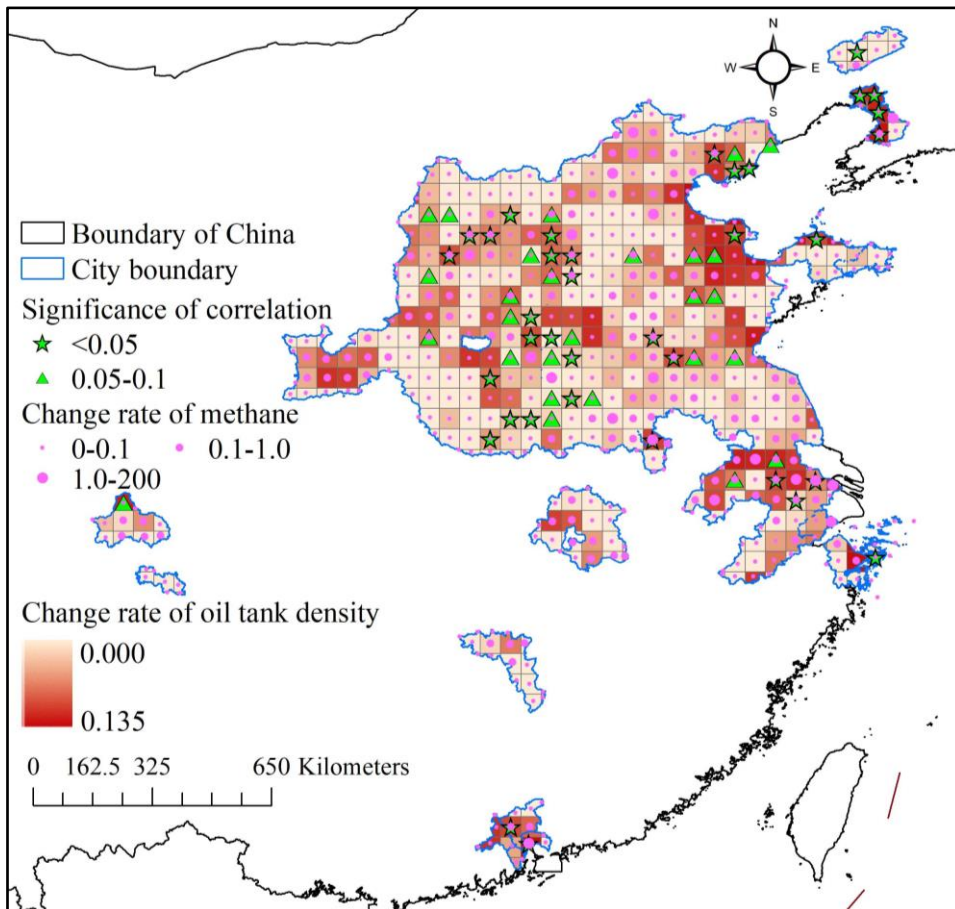 N
W E
S
Boundary of China
City boundary
Significance of correlation
<0.05
0.05-0.1
Change rate of methane
0-0.1 0.1-1.0
1.0-200
Change rate of oil tank density
0.000
0.135
0 162.5 325 650 Kilometers